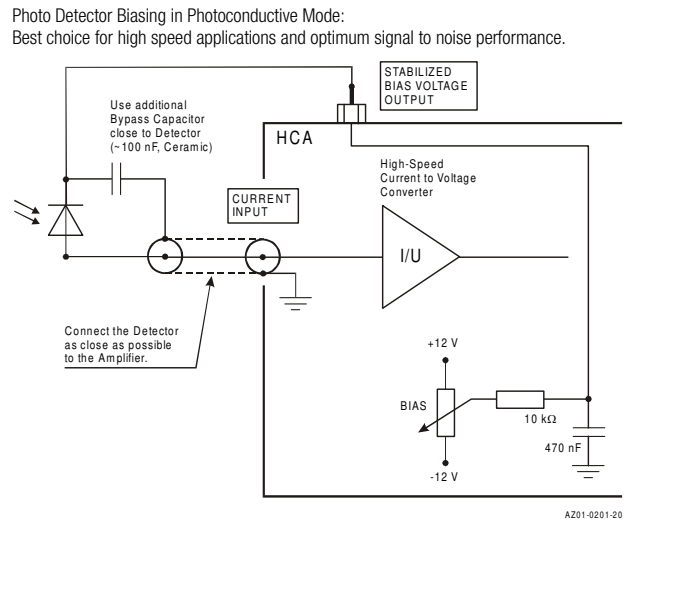 Photo Detector Biasing in Photoconductive Mode:
Best choice for high speed applications and optimum signal to noise performance.
STABILIZED
BIAS VOLTAGE
OUTPUT
Use additional
Bypass Capacitor
close to Detector
(~100 nF, Ceramic)
HCA
High-Speed
Current to Voltage
Converter
CURRENT
INPUT
I/U
Connect the Detector
as close as possible
to the Amplifier.
+12 V
BIAS
10 kΩ
470 nF
-12 V
AZ01-0201-20